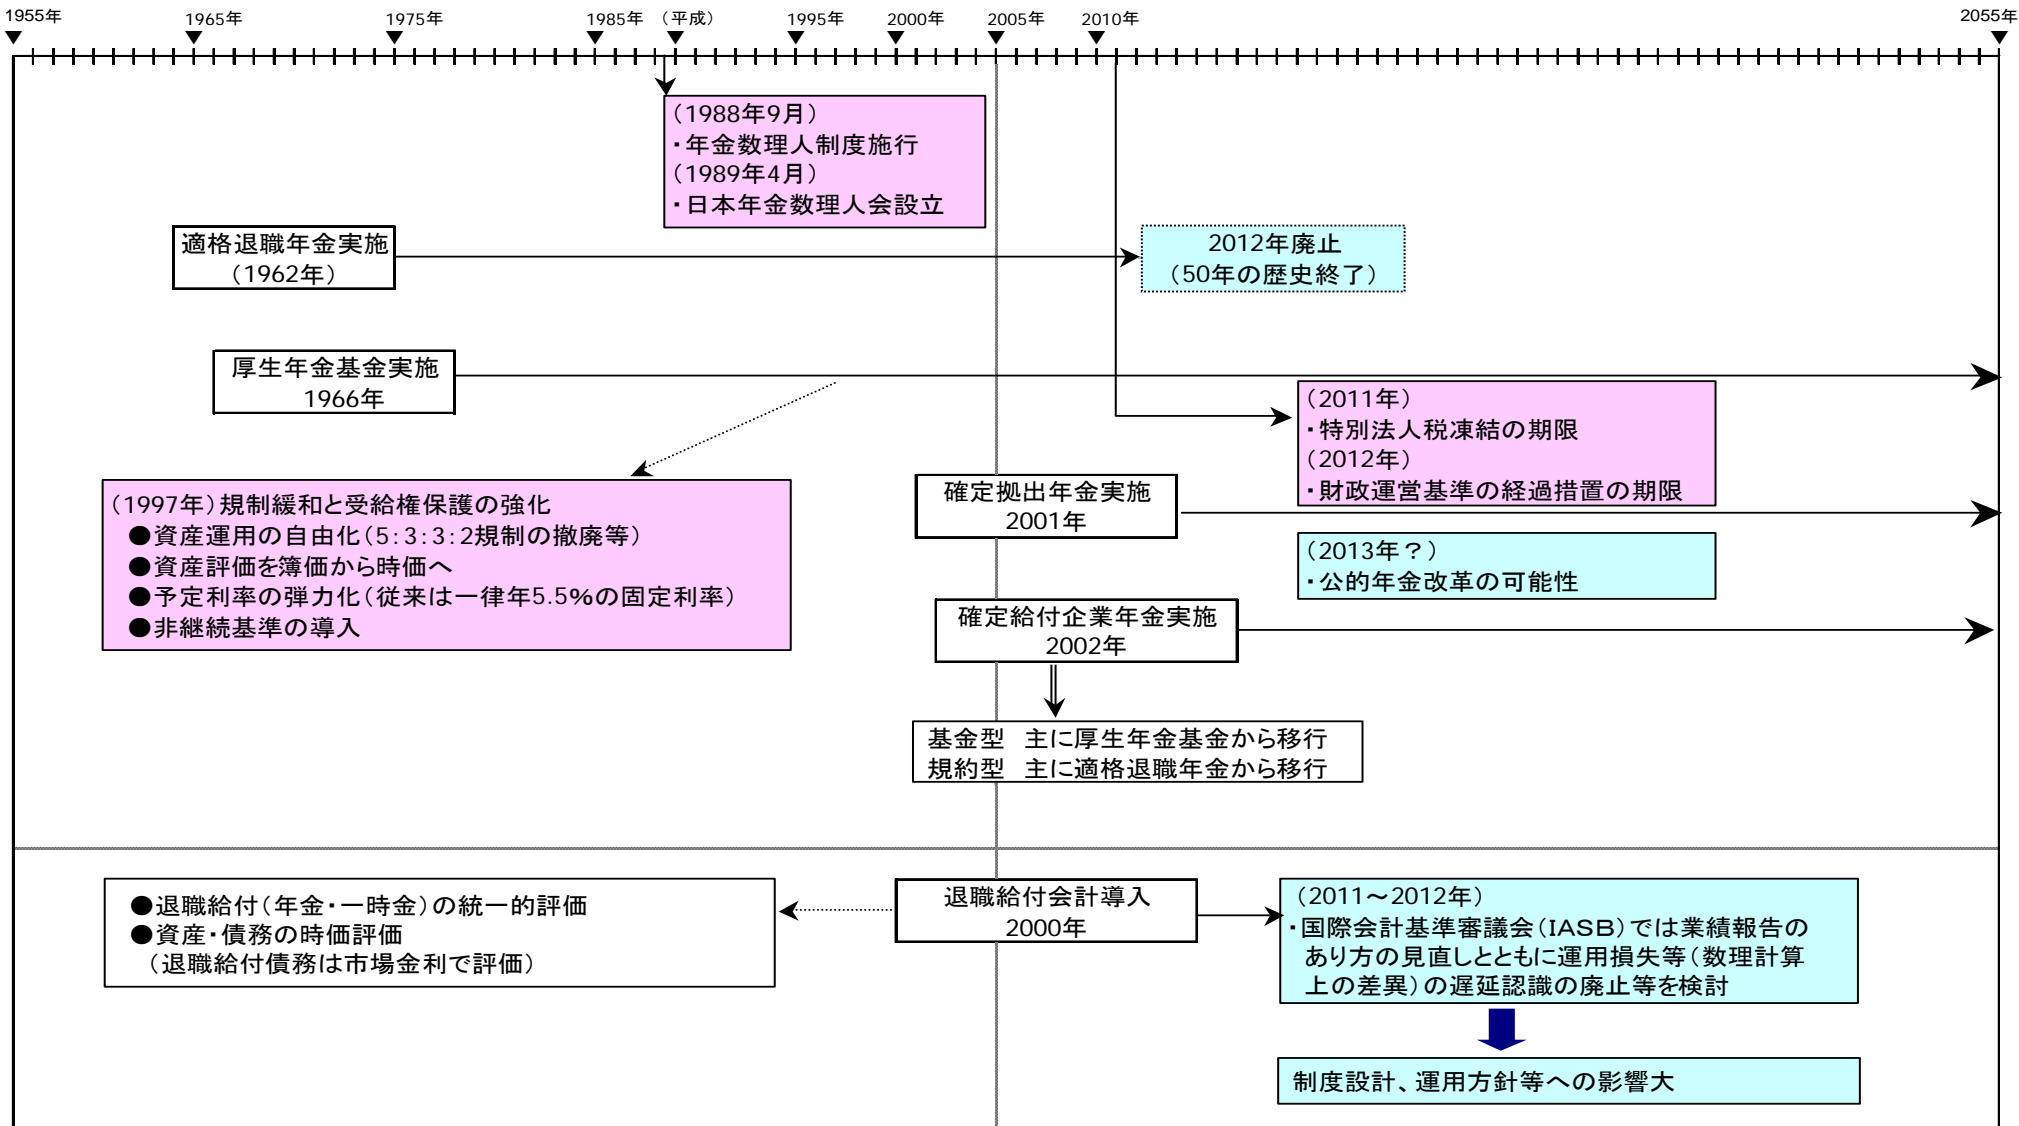 1955年
1965年
1975年
1985年
（平成）
1995年
2000年
2005年
2010年
2055年
（1988年9月）
・年金数理人制度施行
（1989年4月）
・日本年金数理人会設立
適格退職年金実施
（1962年）
2012年廃止
（50年の歴史終了）
厚生年金基金実施
1966年
（2011年）
・特別法人税凍結の期限
（2012年）
・財政運営基準の経過措置の期限
（1997年）規制緩和と受給権保護の強化
●資産運用の自由化（5：3：3：2規制の撤廃等）
●資産評価を簿価から時価へ
●予定利率の弾力化（従来は一律年5.5%の固定利率）
●非継続基準の導入
確定拠出年金実施
2001年
（2013年？）
・公的年金改革の可能性
確定給付企業年金実施
2002年
基金型　主に厚生年金基金から移行
規約型　主に適格退職年金から移行
●退職給付（年金・一時金）の統一的評価
●資産・債務の時価評価
（退職給付債務は市場金利で評価）
退職給付会計導入
2000年
（2011～2012年）
・国際会計基準審議会（IASB）では業績報告の
あり方の見直しとともに運用損失等（数理計算
上の差異）の遅延認識の廃止等を検討
制度設計、運用方針等への影響大